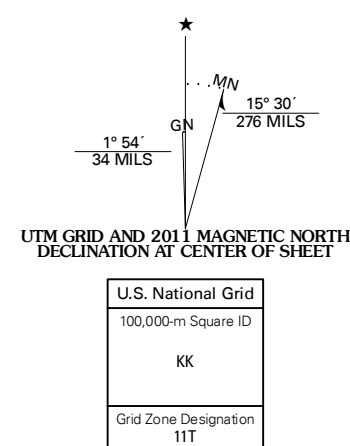 ★
MN
15° 30´
276 MILS
GN
1° 54´
34 MILS
UTM GRID AND 2011 MAGNETIC NORTH
DECLINATION AT CENTER OF SHEET
U.S. National Grid
100,000-m Square ID
KK
Grid Zone Designation
11T